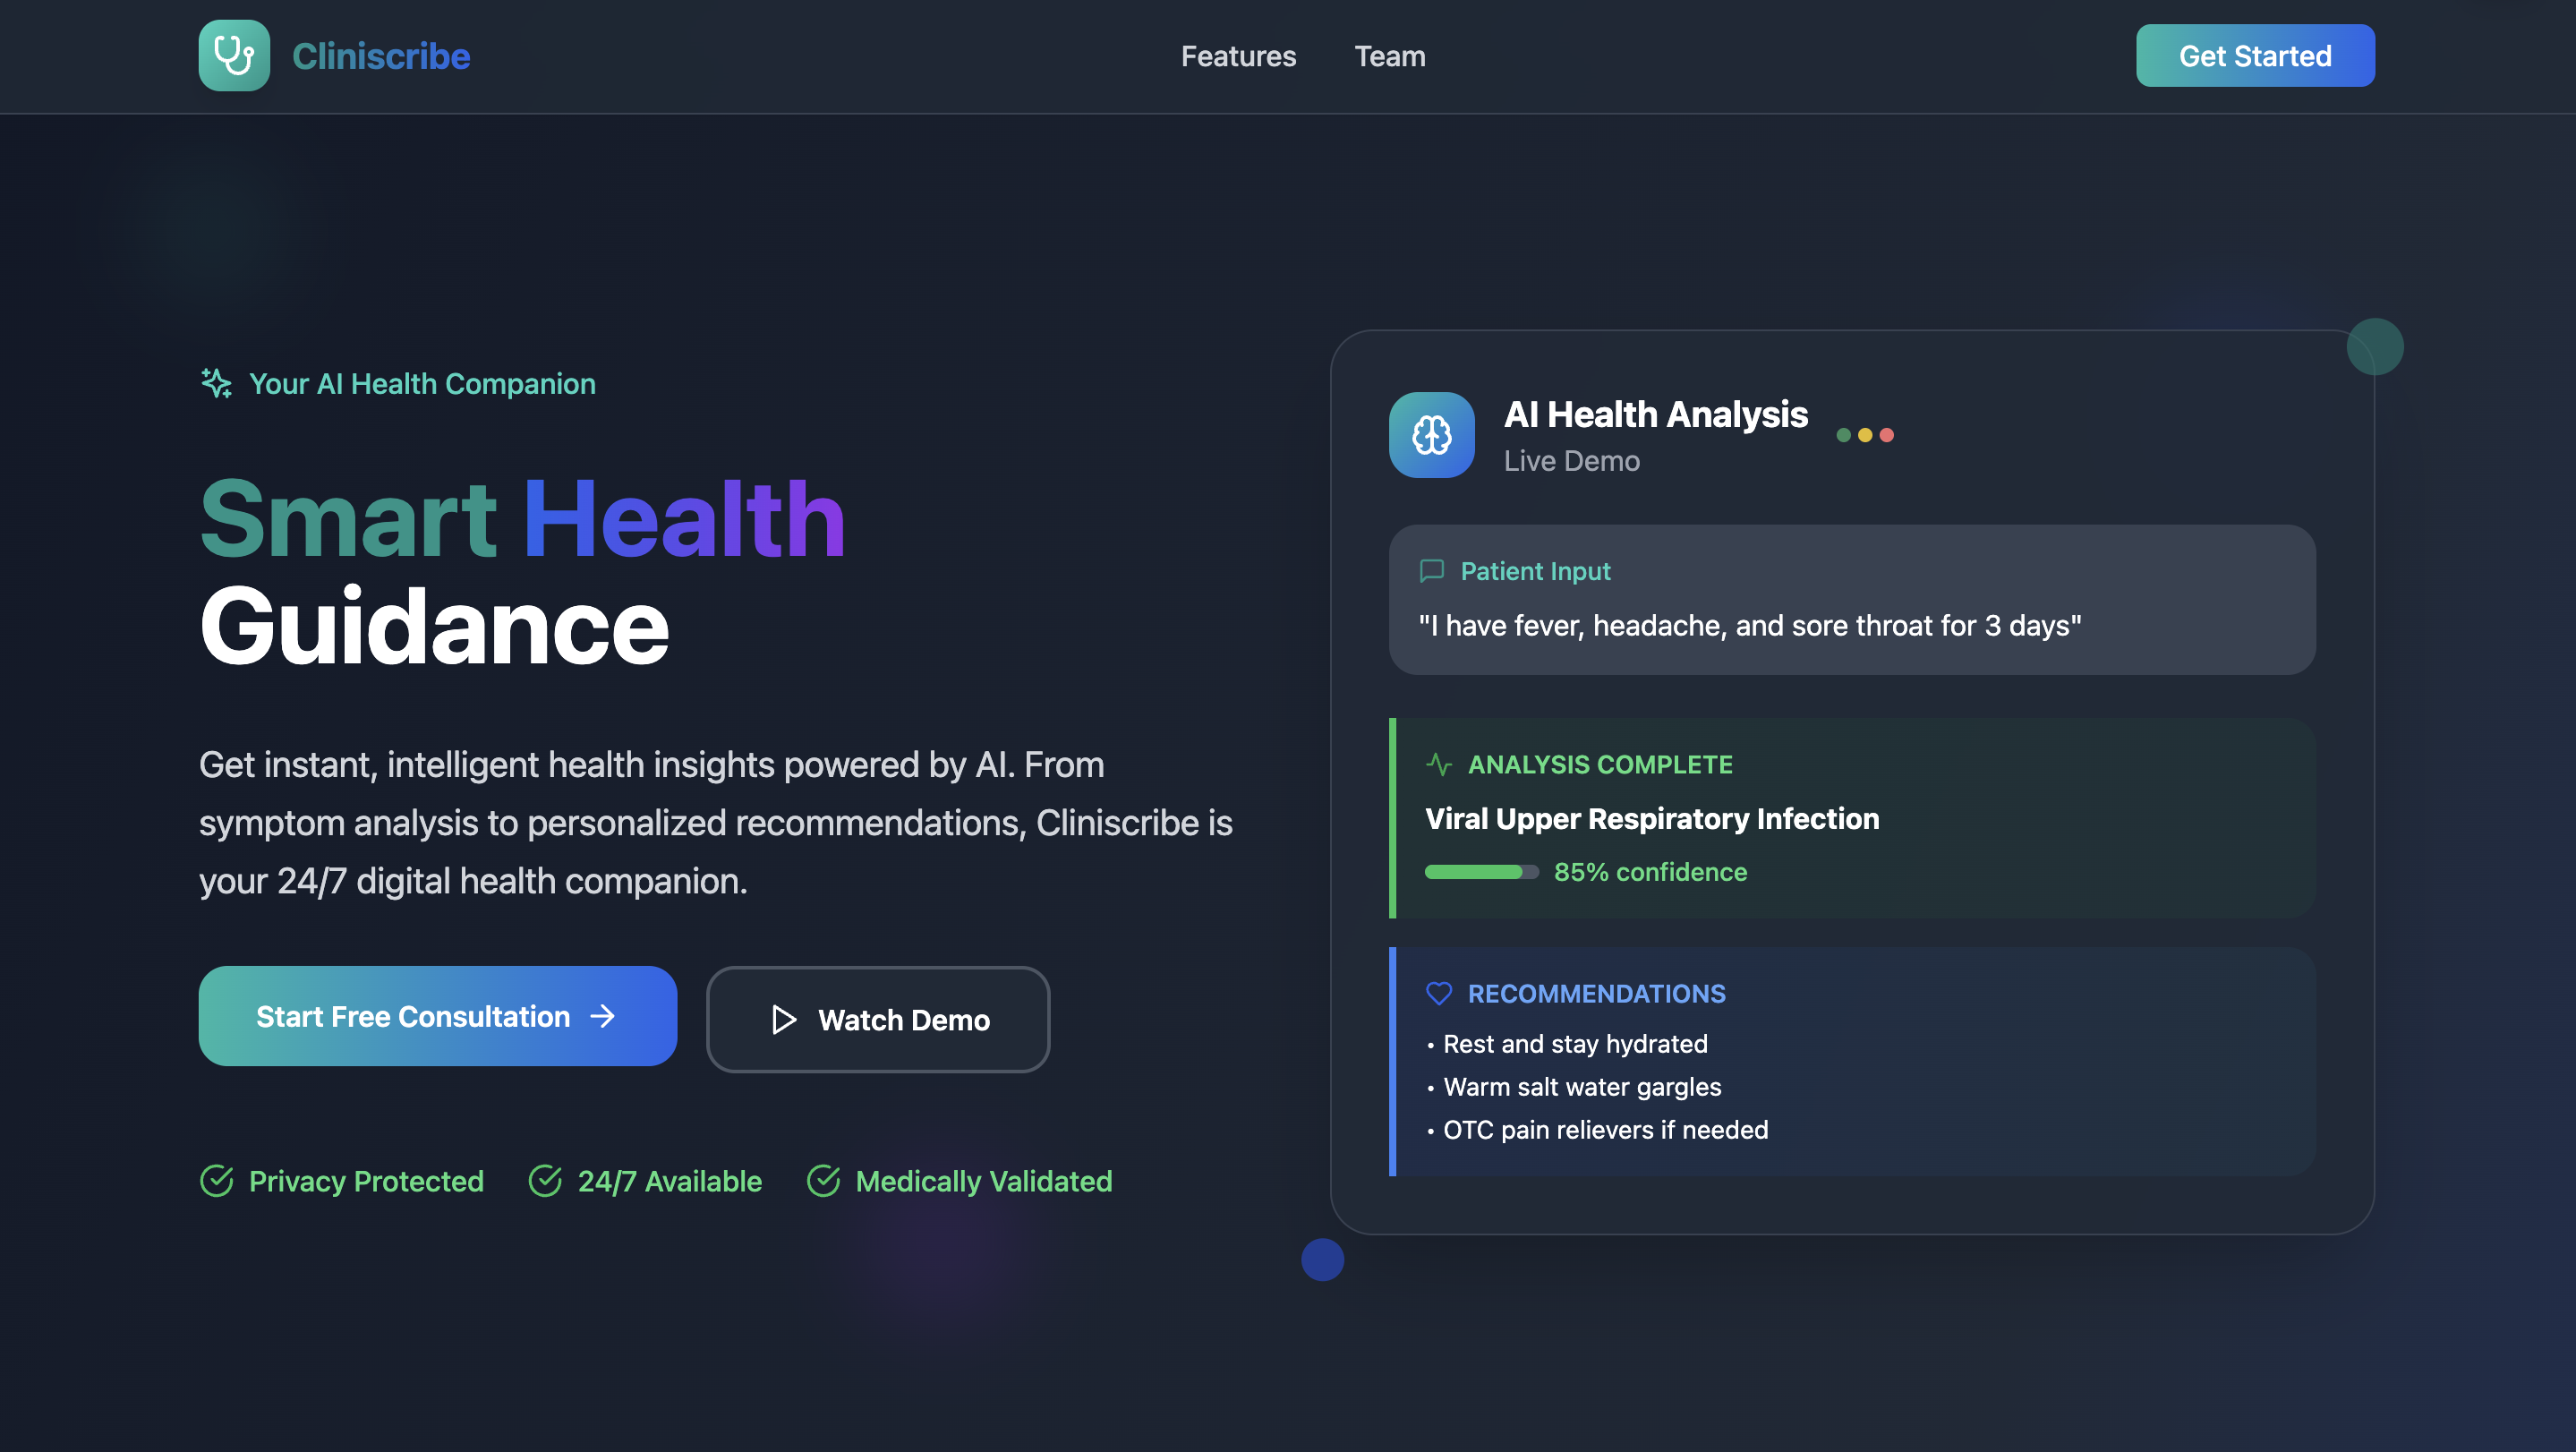 Cliniscribe
Features
Team
Get Started
Your AI Health Companion
Smart Health
Guidance
Get instant, intelligent health insights powered by AI. From
symptom analysis to personalized recommendations, Cliniscribe is
your 24/7 digital health companion.
Start Free Consultation
Watch Demo
Privacy Protected
24/7 Available
Medically Validated
AI Health Analysis
Live Demo
Patient Input
"I have fever, headache, and sore throat for 3 days"
ANALYSIS COMPLETE
Viral Upper Respiratory Infection
85% confidence
RECOMMENDATIONS
• Rest and stay hydrated
• Warm salt water gargles
• OTC pain relievers if needed